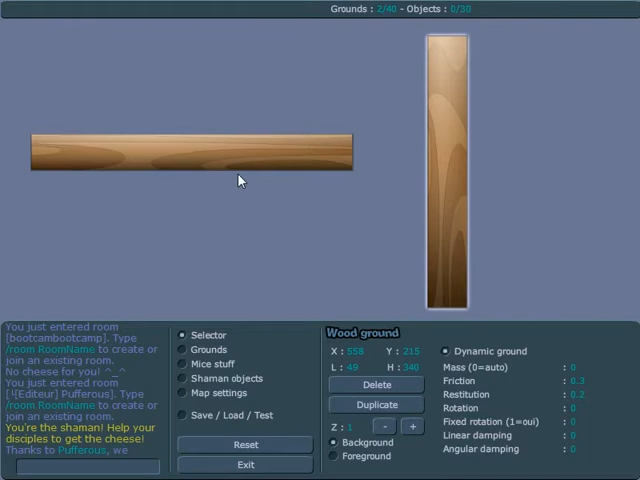 Grounds : 2/40 - Objects : 0/30
You just entered room
[bootcambootcamp]. Type
/room RoomName to create or
join an existing room.
No cheese for you! ^_^
You just entered room
[Editeur] Pufferous]. Type
/room RoomName to create or
join an existing room.
You're the shaman! Help your
disciples to get the cheese!
Thanks to Pufferous, we
Selector
Grounds
Mice stuff
Shaman objects
Map settings
Save / Load / Test
Reset
Exit
Wood ground
X : 558 Y : 215
L : 49 H : 340
Delete
Duplicate
Z : 1 - +
Background
Foreground
Dynamic ground
Mass (0=auto) : 0
Friction : 0.3
Restitution : 0.2
Rotation : 0
Fixed rotation (1=oui) : 0
Linear damping : 0
Angular damping : 0